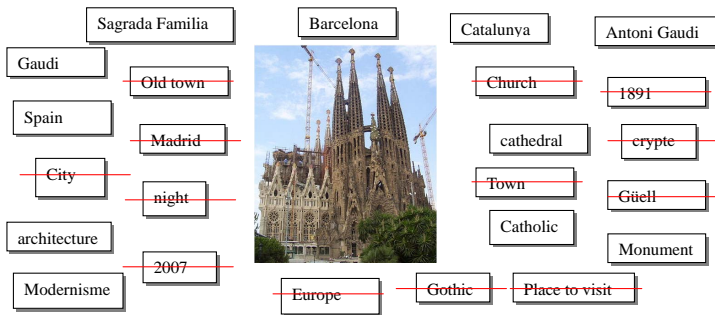 Sagrada Familia
Barcelona
Catalunya
Antoni Gaudi
Gaudi
Old town
Church
1891
Spain
Madrid
cathedral
crypte
City
night
Town
Güell
architecture
Catholic
Monument
2007
Modernisme
Europe
Gothic
Place to visit